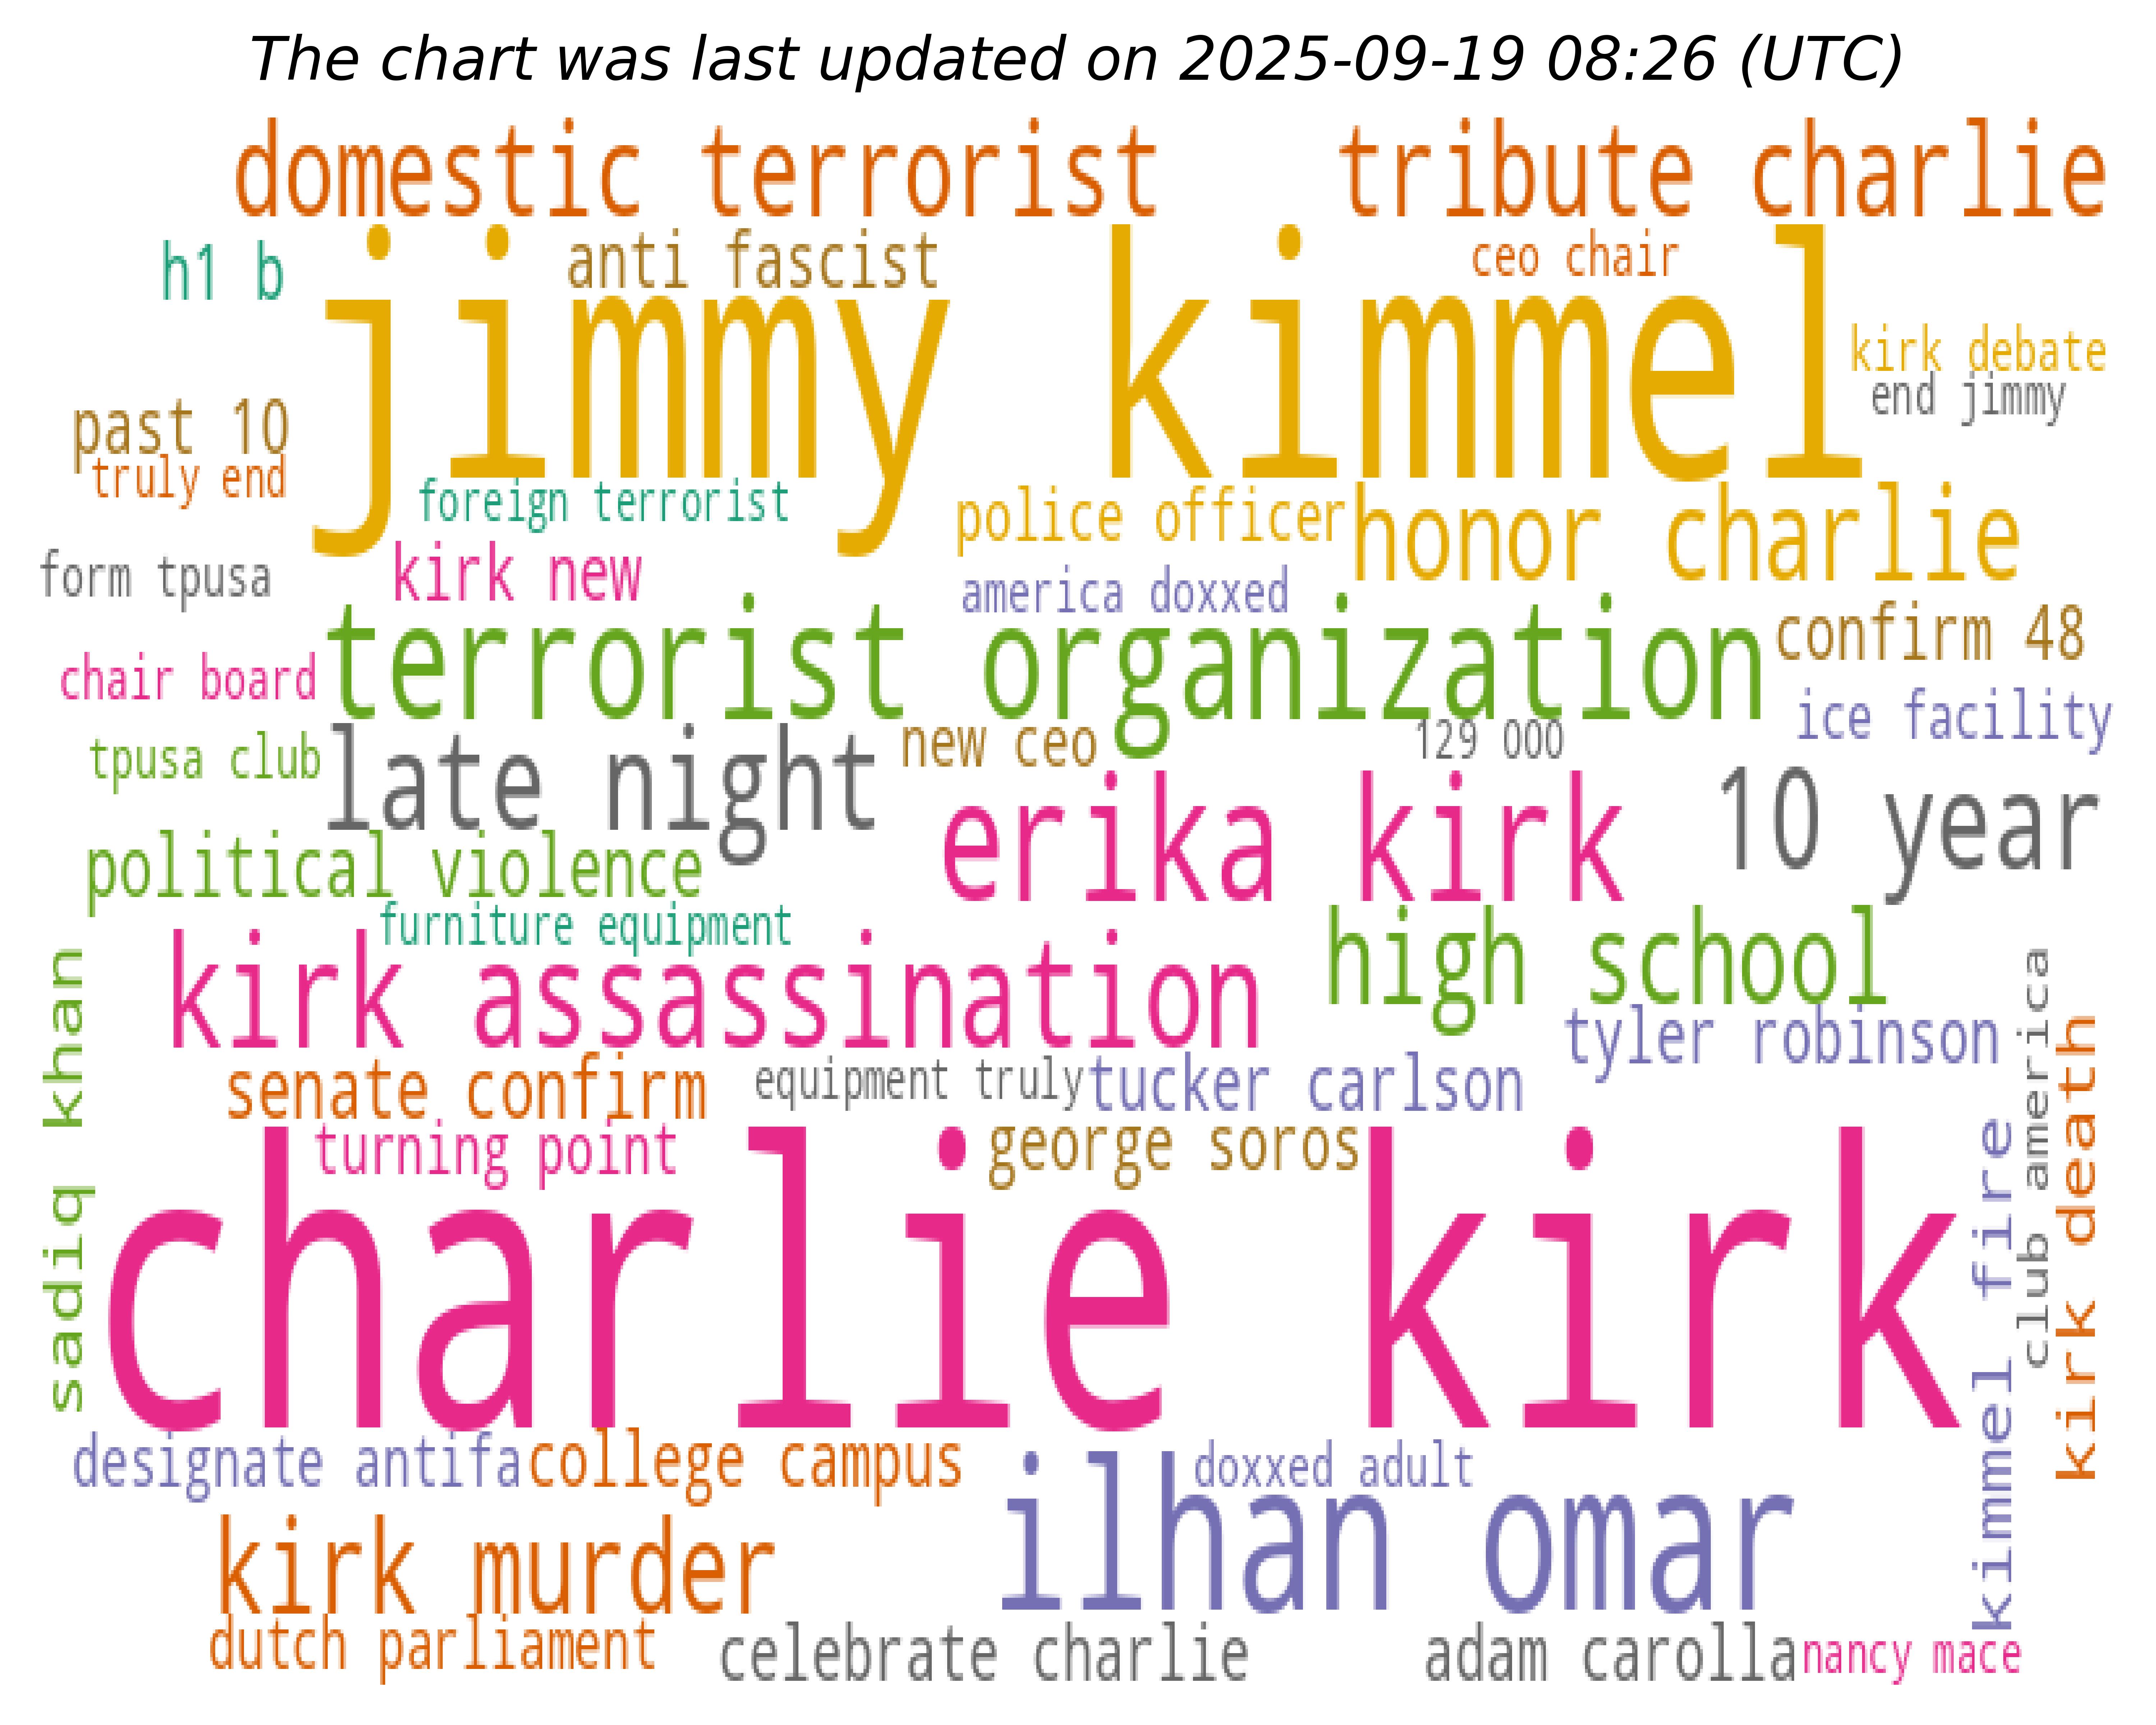 The chart was last updated on 2025-09-19 08:26 (UTC)
domestic terrorist
tribute charlie
h1 b
anti fascist
ceo chair
jimmy kimmel
kirk debate
end jimmy
past 10
truly end
foreign terrorist
police officer
honor charlie
form tpusa
kirk new
america doxxed
terrorist organization
confirm 48
chair board
ice facility
tpusa club
late night
new ceo
129 000
erika kirk
10 year
political violence
furniture equipment
high school
kirk assassination
sadiq khan
tyler robinson
senate confirm
equipment truly
tucker carlson
turning point
george soros
charlie kirk
kimmel fire
club america
kirk death
designate antifa
college campus
doxxed adult
ilhan omar
kirk murder
dutch parliament
celebrate charlie
adam carolla
nancy mace